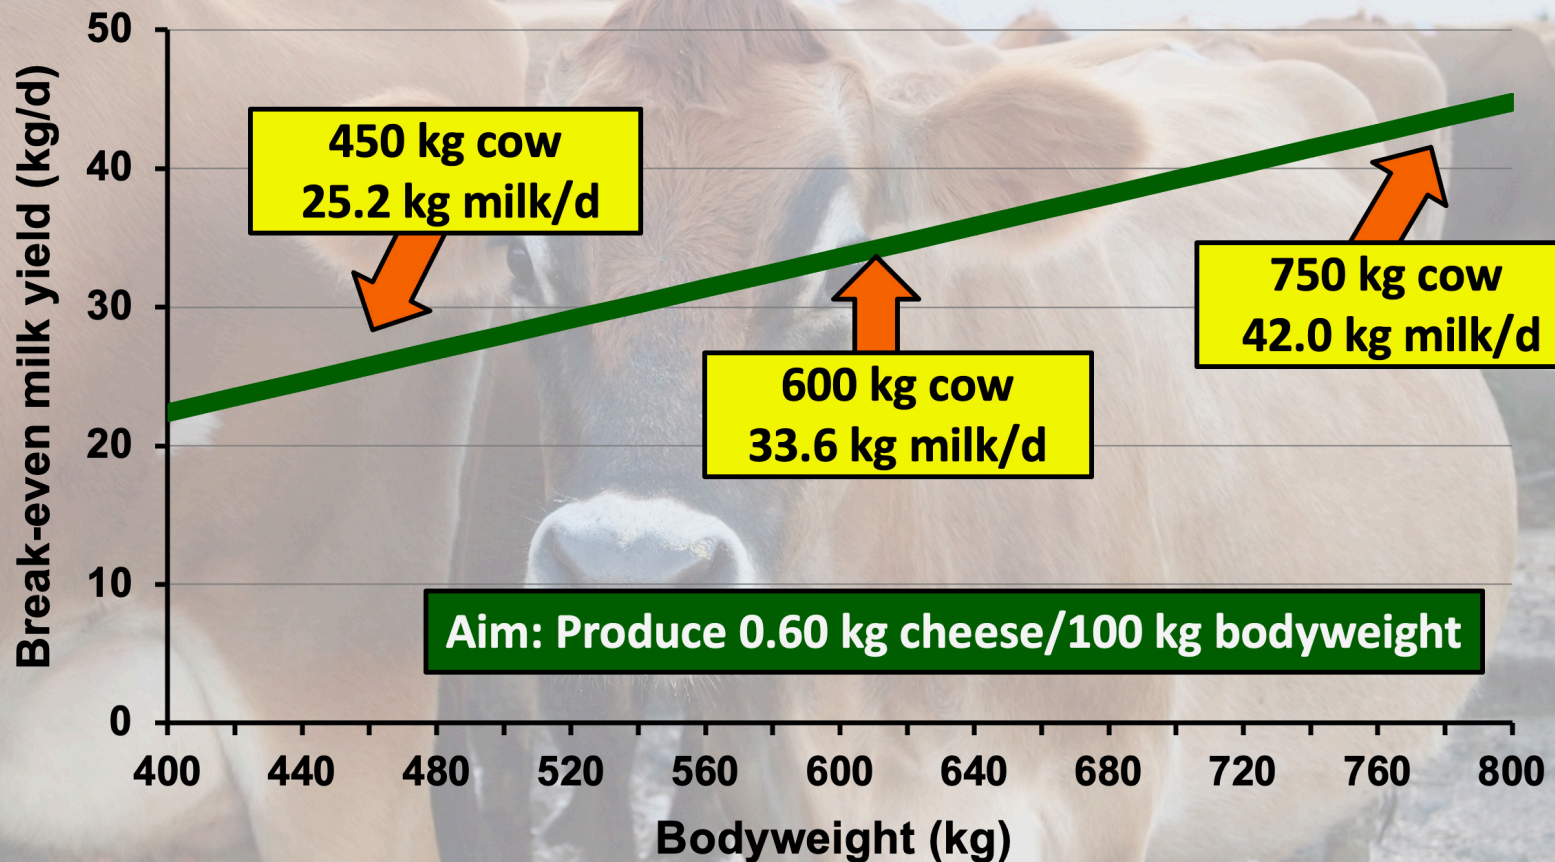 Break-even milk yield (kg/d)
50
40
30
20
10
0
450 kg cow
25.2 kg milk/d
600 kg cow
33.6 kg milk/d
750 kg cow
42.0 kg milk/d
Aim: Produce 0.60 kg cheese/100 kg bodyweight
400 440 480 520 560 600 640 680 720 760 800
Bodyweight (kg)